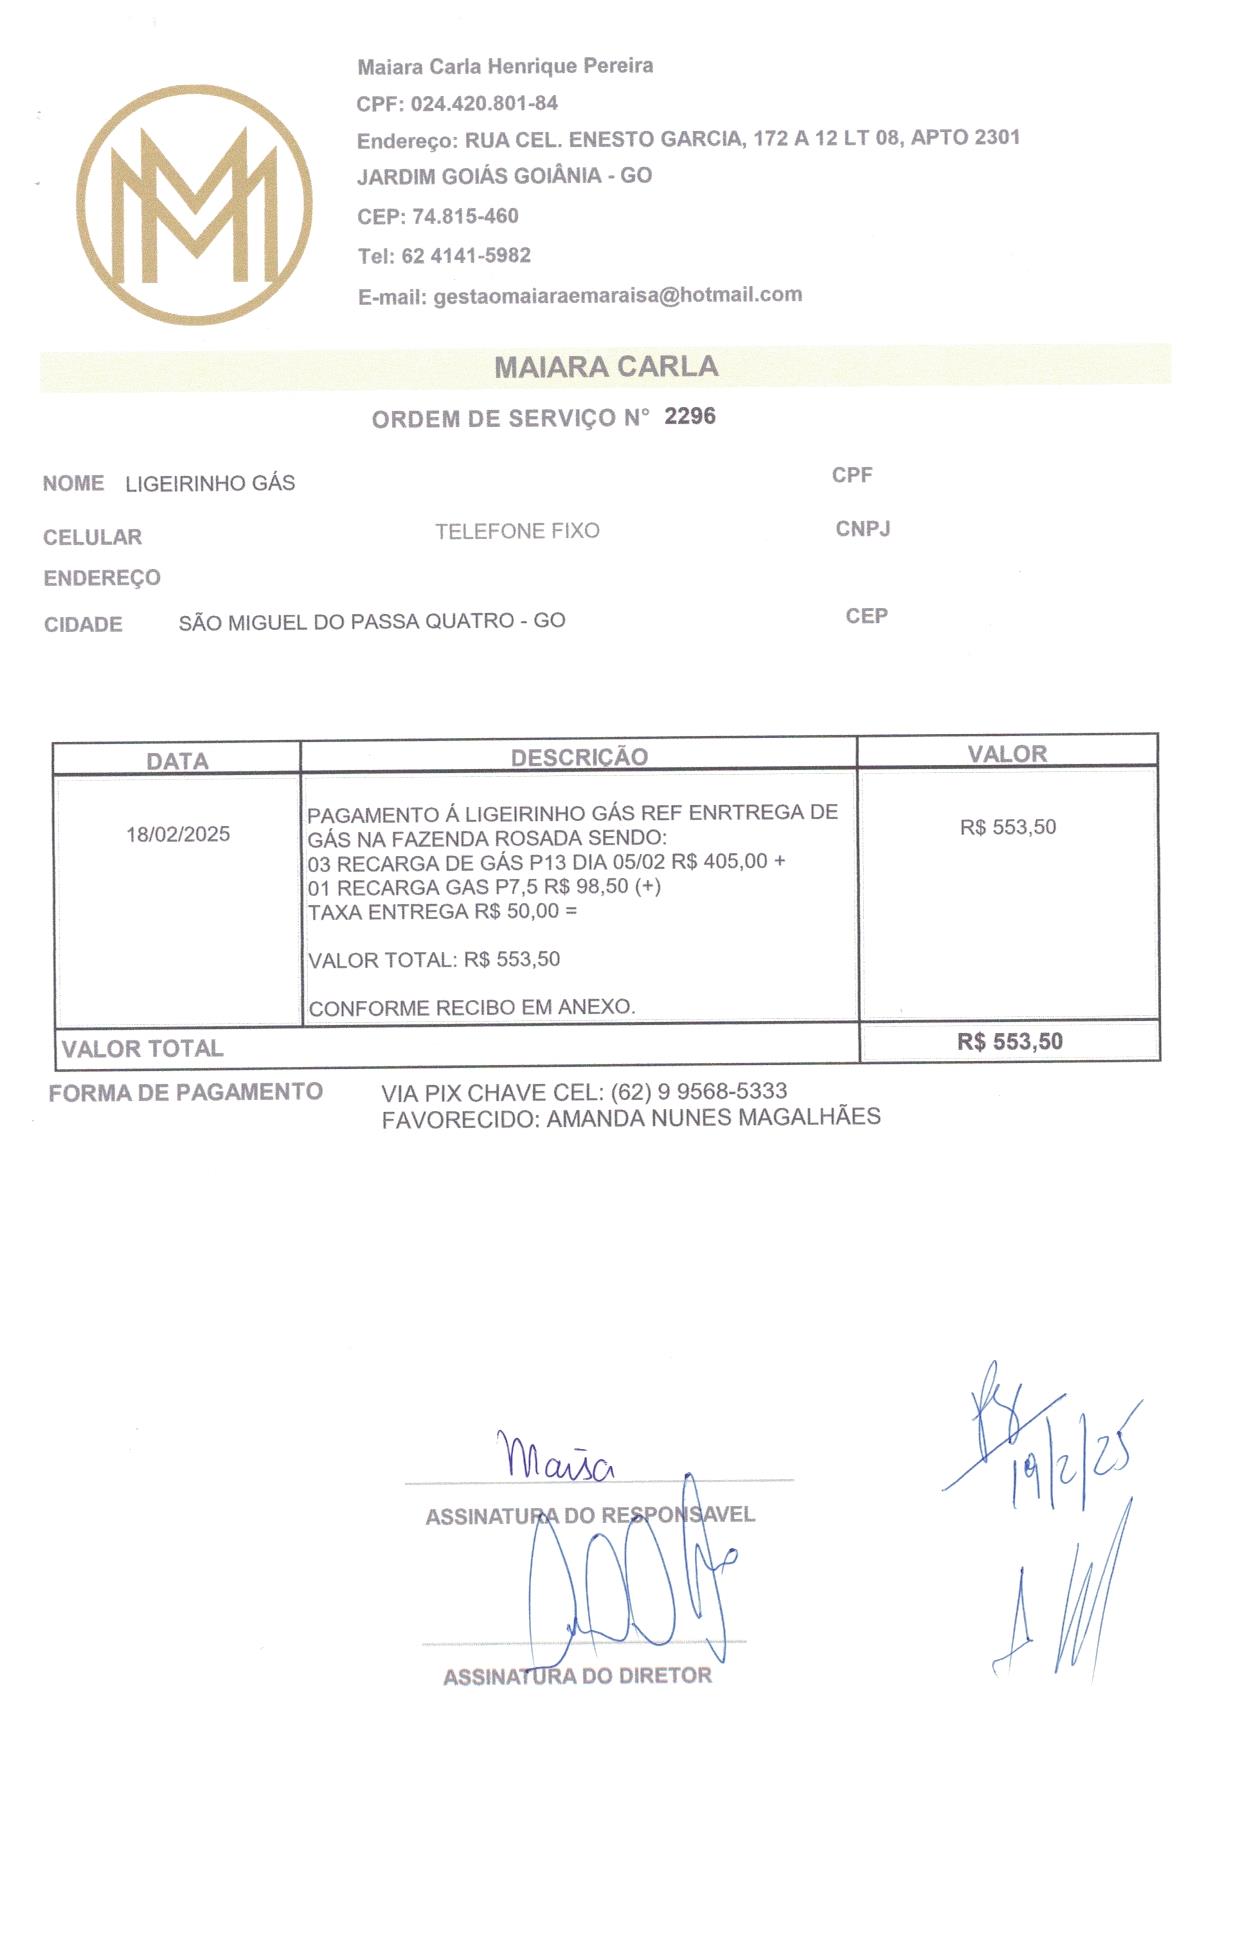 Maiara Carla Henrique Pereira
CPF: 024.420.801-84
Endereço: RUA CEL. ENESTO GARCIA, 172 A 12 LT 08, APTO 2301
JARDIM GOIÁS GOIÂNIA - GO
CEP: 74.815-460
Tel: 62 4141-5982
E-mail: gestaomaiaraemaraisa@hotmail.com
MAIARA CARLA
ORDEM DE SERVIÇO N° 2296
NOME LIGEIRINHO GÁS CPF
CELULAR TELEFONE FIXO CNPJ
ENDEREÇO
CIDADE SÃO MIGUEL DO PASSA QUATRO - GO CEP
DATA DESCRIÇÃO VALOR
PAGAMENTO Á LIGEIRINHO GÁS REF ENRTREGA DE
18/02/2025 GÁS NA FAZENDA ROSADA SENDO: R$ 553,50
03 RECARGA DE GÁS P13 DIA 05/02 R$ 405,00 +
01 RECARGA GAS P7,5 R$ 98,50 (+)
TAXA ENTREGA R$ 50,00 =
VALOR TOTAL: R$ 553,50
CONFORME RECIBO EM ANEXO.
VALOR TOTAL R$ 553,50
FORMA DE PAGAMENTO VIA PIX CHAVE CEL: (62) 9 9568-5333
FAVORECIDO: AMANDA NUNES MAGALHÃES
19/2/25
ASSINATURA DO RESPONSAVEL
ASSINATURA DO DIRETOR